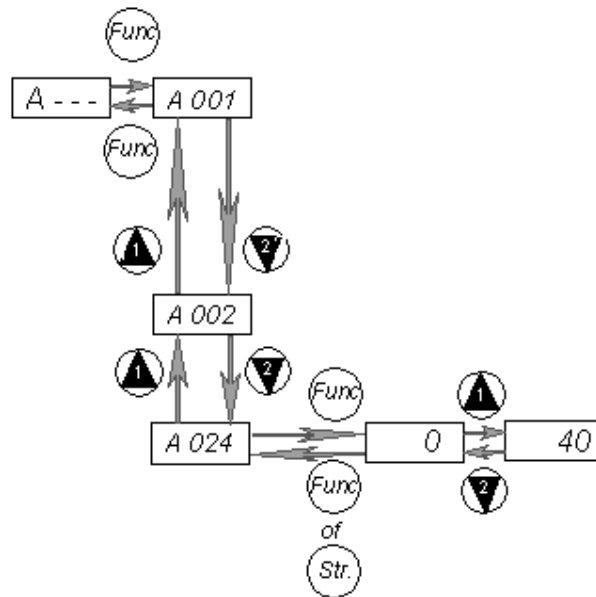 Func
A - - - A 001
Func
1 2
A 002
1 2
Func 1
A 024 0 40
Func 2
of
Str.